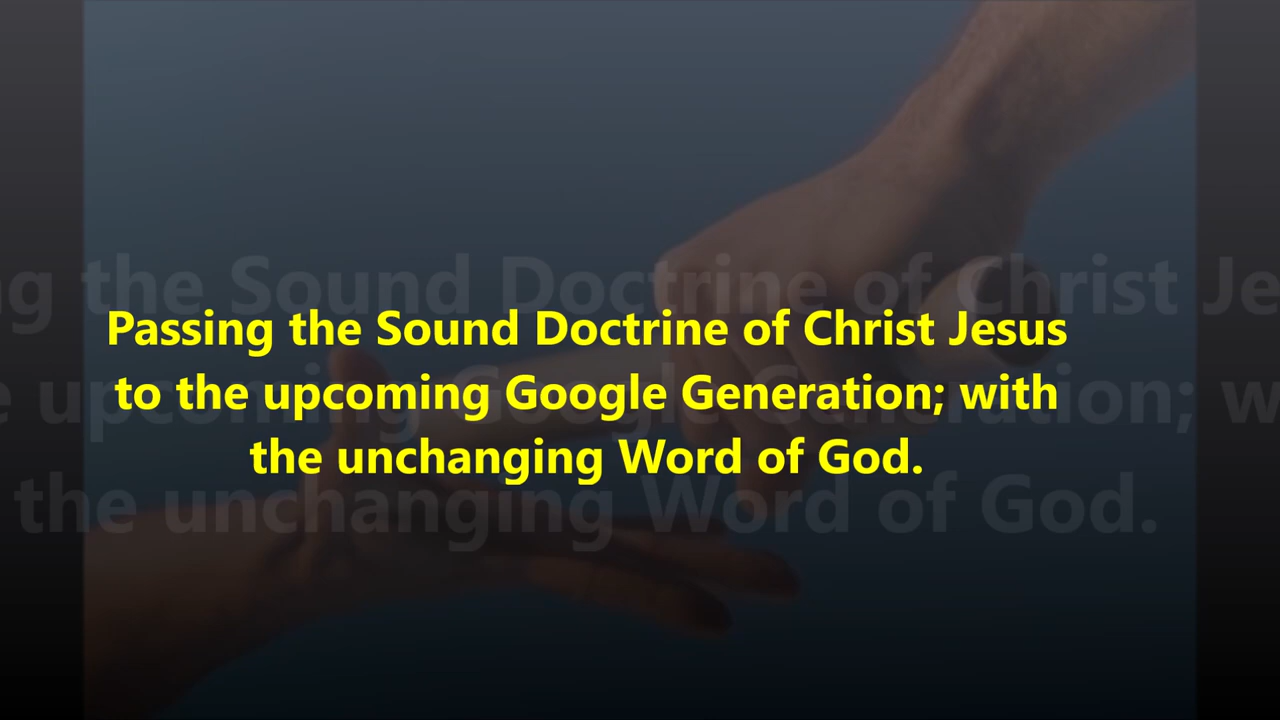 Passing the Sound Doctrine of Christ Jesus
to the upcoming Google Generation; with
the unchanging Word of God.